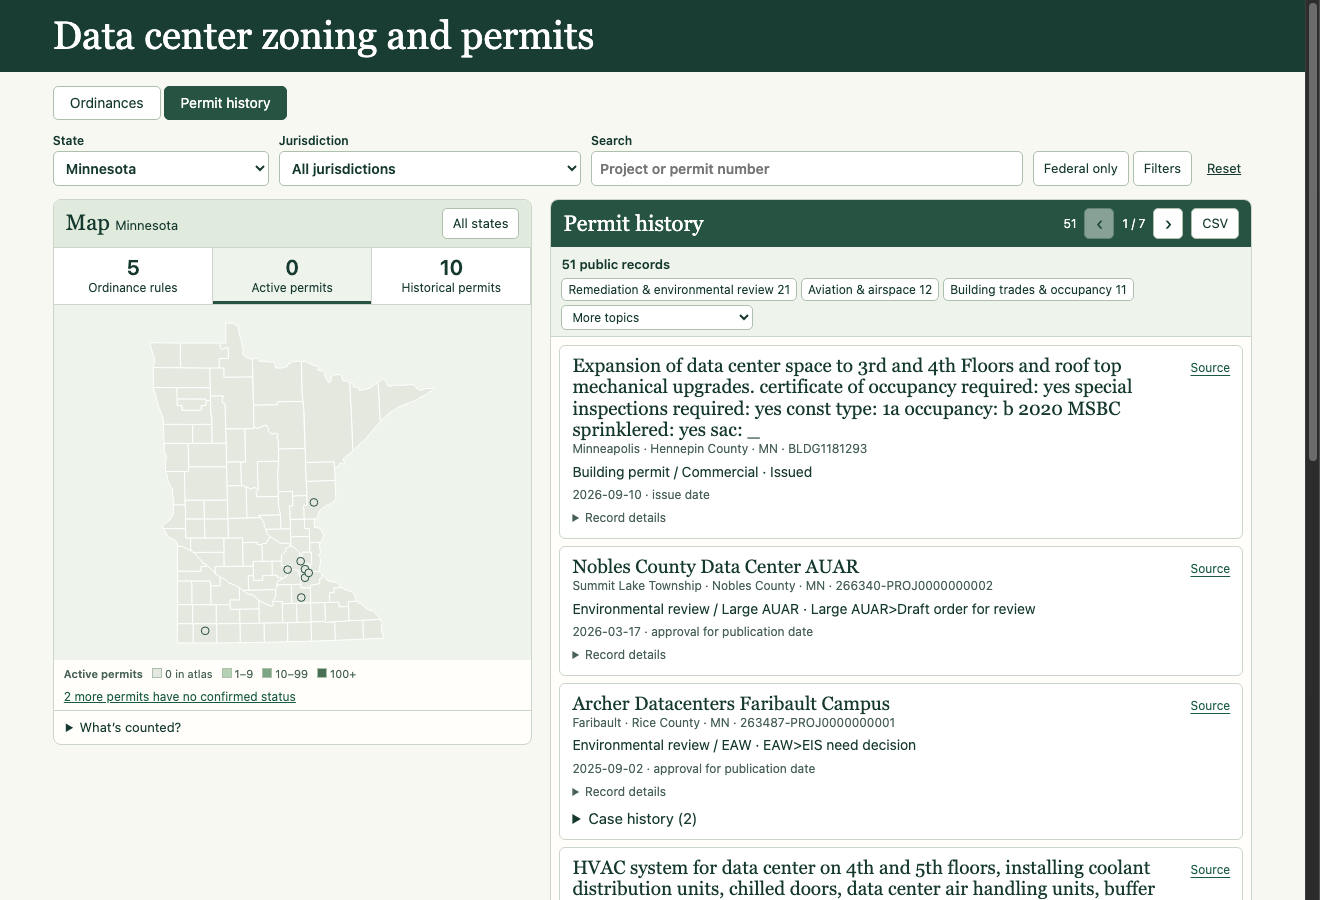 Data center zoning and permits
Ordinances
Permit history
State
Jurisdiction
Search
Minnesota
All jurisdictions
Project or permit number
Federal only
Filters
Reset
Map Minnesota
All states
5
Ordinance rules
0
Active permits
10
Historical permits
Active permits
0 in atlas
1–9
10–99
100+
2 more permits have no confirmed status
▶ What's counted?
Permit history
51
‹
1 / 7
›
CSV
51 public records
Remediation & environmental review 21
Aviation & airspace 12
Building trades & occupancy 11
More topics
Expansion of data center space to 3rd and 4th Floors and roof top
mechanical upgrades. certificate of occupancy required: yes special
inspections required: yes const type: 1a occupancy: b 2020 MSBC
sprinklered: yes sac: _
Source
Minneapolis · Hennepin County · MN · BLDG1181293
Building permit / Commercial · Issued
2026-09-10 · issue date
▶ Record details
Nobles County Data Center AUAR
Source
Summit Lake Township · Nobles County · MN · 266340-PROJ0000000002
Environmental review / Large AUAR · Large AUAR>Draft order for review
2026-03-17 · approval for publication date
▶ Record details
Archer Datacenters Faribault Campus
Source
Faribault · Rice County · MN · 263487-PROJ0000000001
Environmental review / EAW · EAW>EIS need decision
2025-09-02 · approval for publication date
▶ Record details
▶ Case history (2)
HVAC system for data center on 4th and 5th floors, installing coolant
distribution units, chilled doors, data center air handling units, buffer
Source